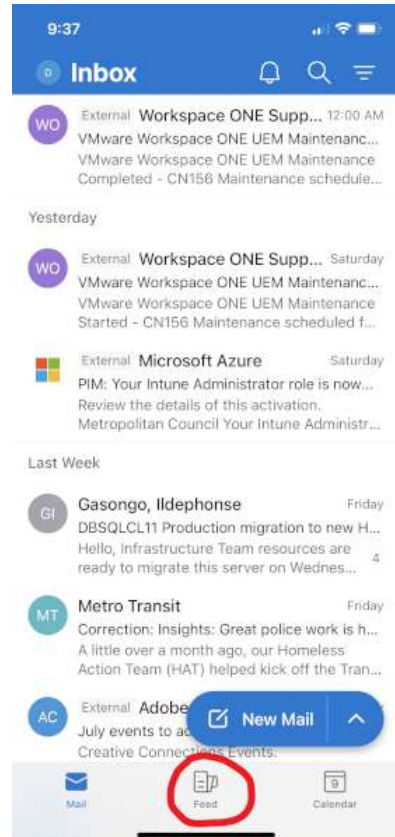 9:37
D Inbox
WO External Workspace ONE Supp... 12:00 AM
VMware Workspace ONE UEM Maintenanc...
VMware Workspace ONE UEM Maintenance
Completed - CN156 Maintenance schedule...
Yesterday
WO External Workspace ONE Supp... Saturday
VMware Workspace ONE UEM Maintenanc...
VMware Workspace ONE UEM Maintenance
Started - CN156 Maintenance scheduled f...
External Microsoft Azure Saturday
PIM: Your Intune Administrator role is now...
Review the details of this activation.
Metropolitan Council Your Intune Administr...
Last Week
GI Gasongo, Ildephonse Friday
DBSQLCL11 Production migration to new H...
Hello, Infrastructure Team resources are
ready to migrate this server on Wednes... 4
MT Metro Transit Friday
Correction: Insights: Great police work is h...
A little over a month ago, our Homeless
Action Team (HAT) helped kick off the Tran...
AC External Adobe
July events to
Creative Connections Events.
New Mail
Mail Feed 9 Calendar